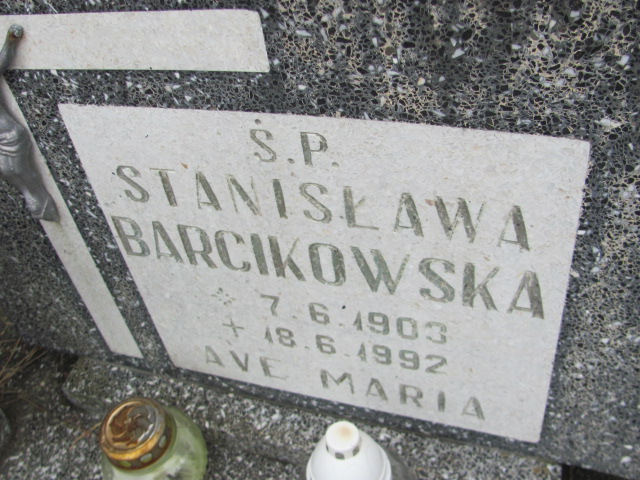 Ś.P.
STANISŁAWA
BARCIKOWSKA
* 7.6.1903
+ 18.6.1992
AVE MARIA